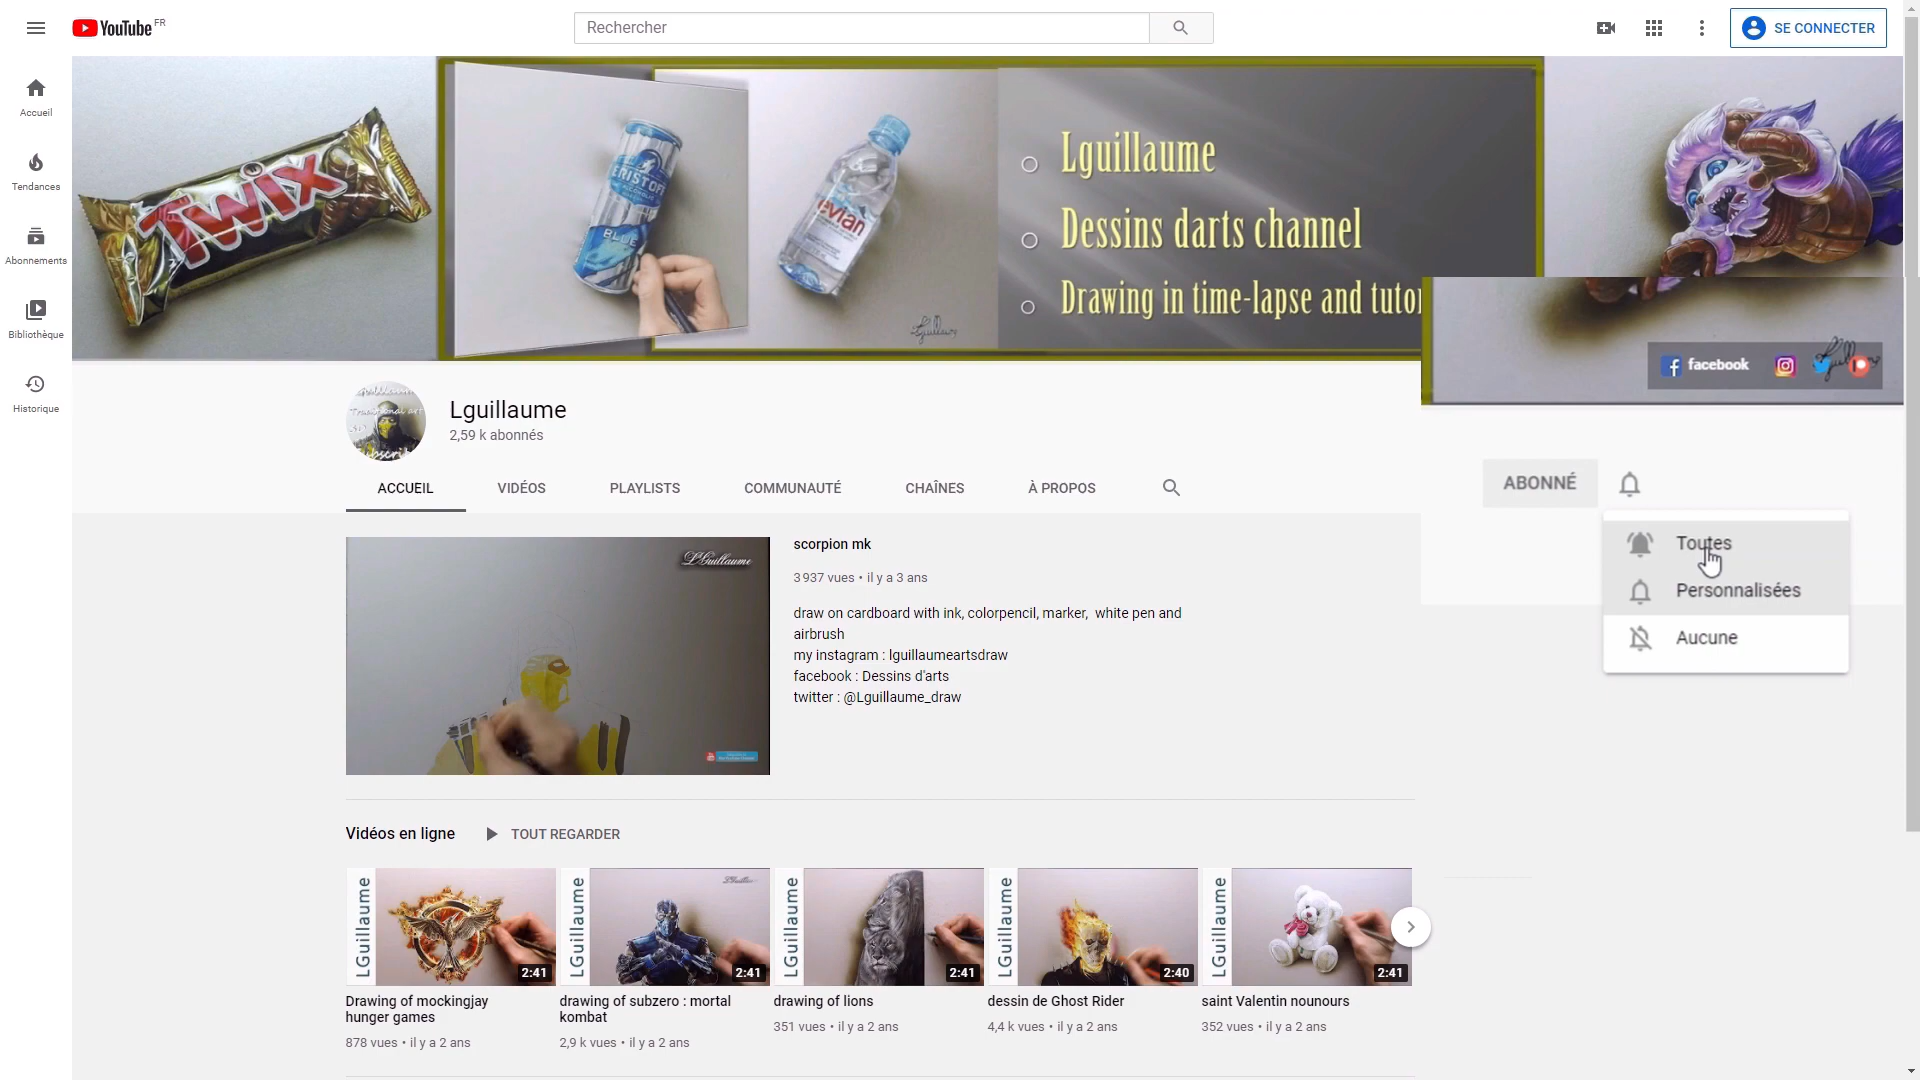 YouTube FR
Rechercher
SE CONNECTER
Accueil
Tendances
Abonnements
Bibliothèque
Historique
TWIX
ERISTOFF
BLUE
evian
Lguillaume
Dessins darts channel
Drawing in time-lapse and tutor
facebook
Lguillaume
2,59 k abonnés
ABONNÉ
ACCUEIL
VIDÉOS
PLAYLISTS
COMMUNAUTÉ
CHAÎNES
À PROPOS
Toutes
Personnalisées
Aucune
LGuillaume
scorpion mk
3 937 vues • il y a 3 ans
draw on cardboard with ink, colorpencil, marker, white pen and
airbrush
my instagram : lguillaumeartsdraw
facebook : Dessins d'arts
twitter : @Lguillaume_draw
Vidéos en ligne
TOUT REGARDER
LGuillaume
2:41
LGuillaume
2:41
LGuillaume
2:41
LGuillaume
2:40
LGuillaume
2:41
Drawing of mockingjay
hunger games
878 vues • il y a 2 ans
drawing of subzero : mortal
kombat
2,9 k vues • il y a 2 ans
drawing of lions
351 vues • il y a 2 ans
dessin de Ghost Rider
4,4 k vues • il y a 2 ans
saint Valentin nounours
352 vues • il y a 2 ans